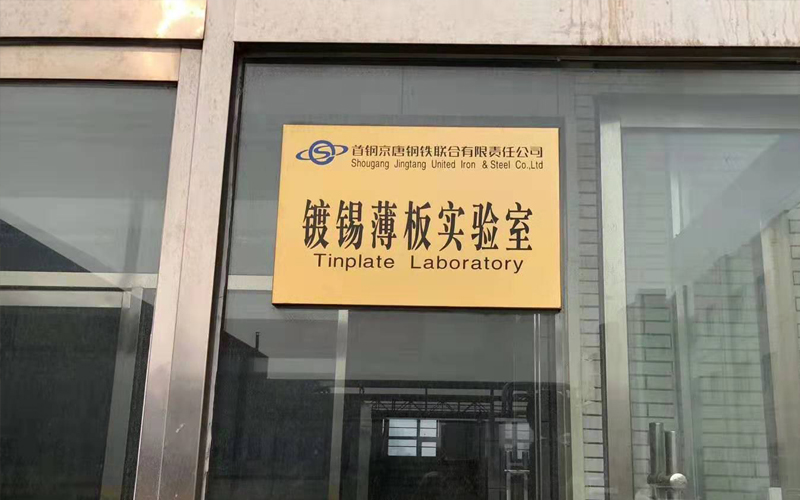 首钢京唐钢铁联合有限责任公司
Shougang Jingtang United Iron & Steel Co.,Ltd
镀锡薄板实验室
Tinplate Laboratory